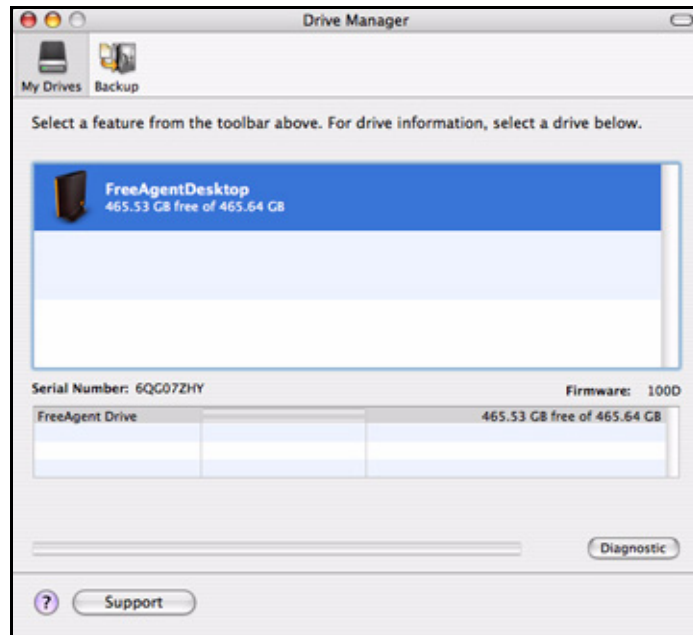 Drive Manager
My Drives Backup
Select a feature from the toolbar above. For drive information, select a drive below.
FreeAgentDesktop
465.53 GB free of 465.64 GB
Serial Number: 6QG07ZHY Firmware: 100D
FreeAgent Drive 465.53 GB free of 465.64 GB
Diagnostic
? Support